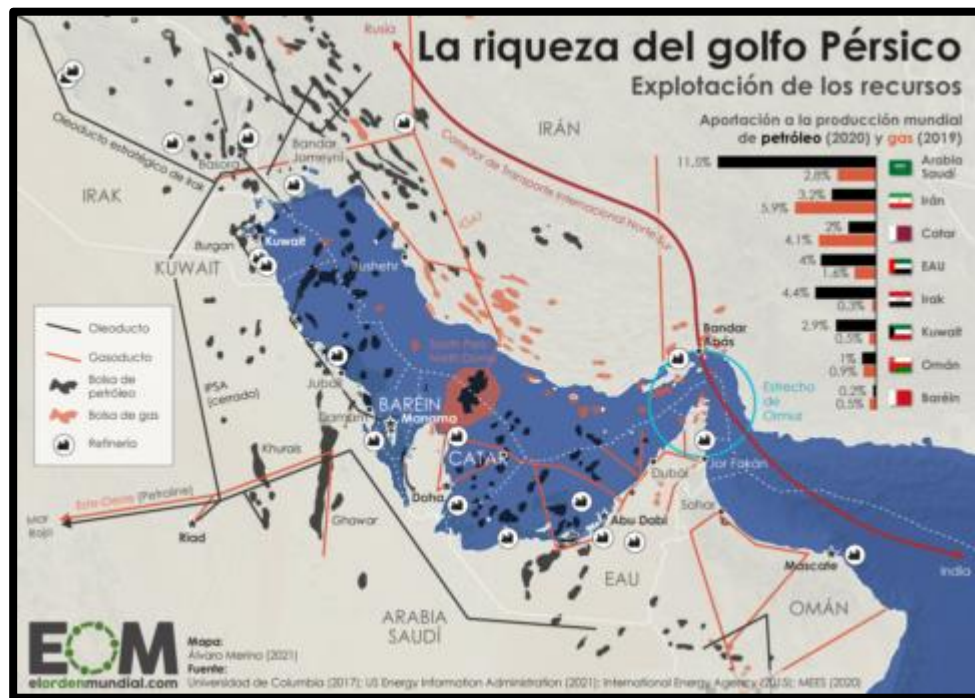 La riqueza del golfo Pérsico
Explotación de los recursos
Aportación a la producción mundial
de petróleo (2020) y gas (2019)
11.5%
2.8%
Arabia
Saudí
3.2%
5.9%
Irán
2%
4.1%
Catar
4%
1.6%
EAU
4.4%
0.3%
Irak
2.9%
0.5%
Kuwait
1%
0.9%
Omán
0.2%
0.5%
Baréin
Rusia
IRÁN
Corredor de Transporte Internacional Norte-Sur
Oleoducto estratégico de Irak
Basora
Bandar
Jomeyni
IRAK
Burgan
Kuwait
KUWAIT
Bushehr
IGAT
Oleoducto
Gasoducto
Bolsa de
petróleo
Bolsa de gas
Refinería
IPSA
(cerrado)
Jubail
Damam
BARÉIN
Manama
South Pars /
North Dome
Bandar
Abás
Estrecho
de
Ormuz
CATAR
Doha
Khurais
Ghawar
Este-Oeste (Petroline)
Mar
Rojo
Riad
Dubái
Jor Fakán
Sohar
Abu Dabi
EAU
Mascate
India
OMÁN
ARABIA
SAUDÍ
EOM
elordenmundial.com
Mapa:
Álvaro Merino (2021)
Fuente:
Universidad de Columbia (2017); US Energy Information Administration (2021); International Energy Agency (2015); MEES (2020)